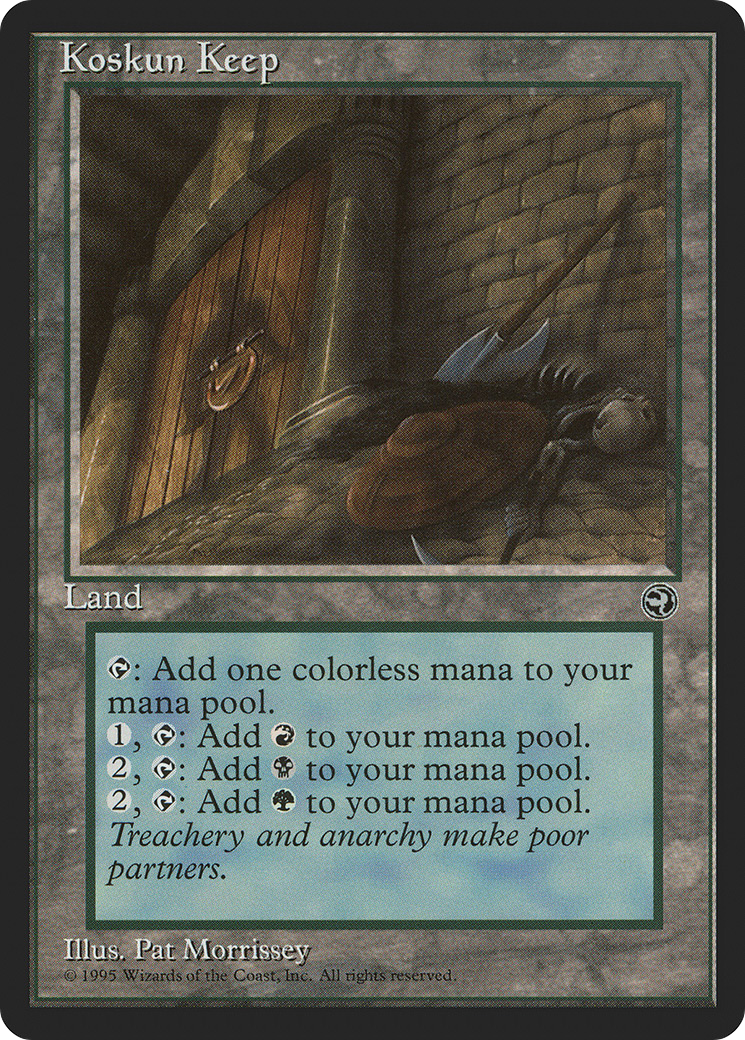 Koskun Keep
Land
: Add one colorless mana to your
mana pool.
1, : Add to your mana pool.
2, : Add to your mana pool.
2, : Add to your mana pool.
Treachery and anarchy make poor
partners.
Illus. Pat Morrissey
© 1995 Wizards of the Coast, Inc. All rights reserved.